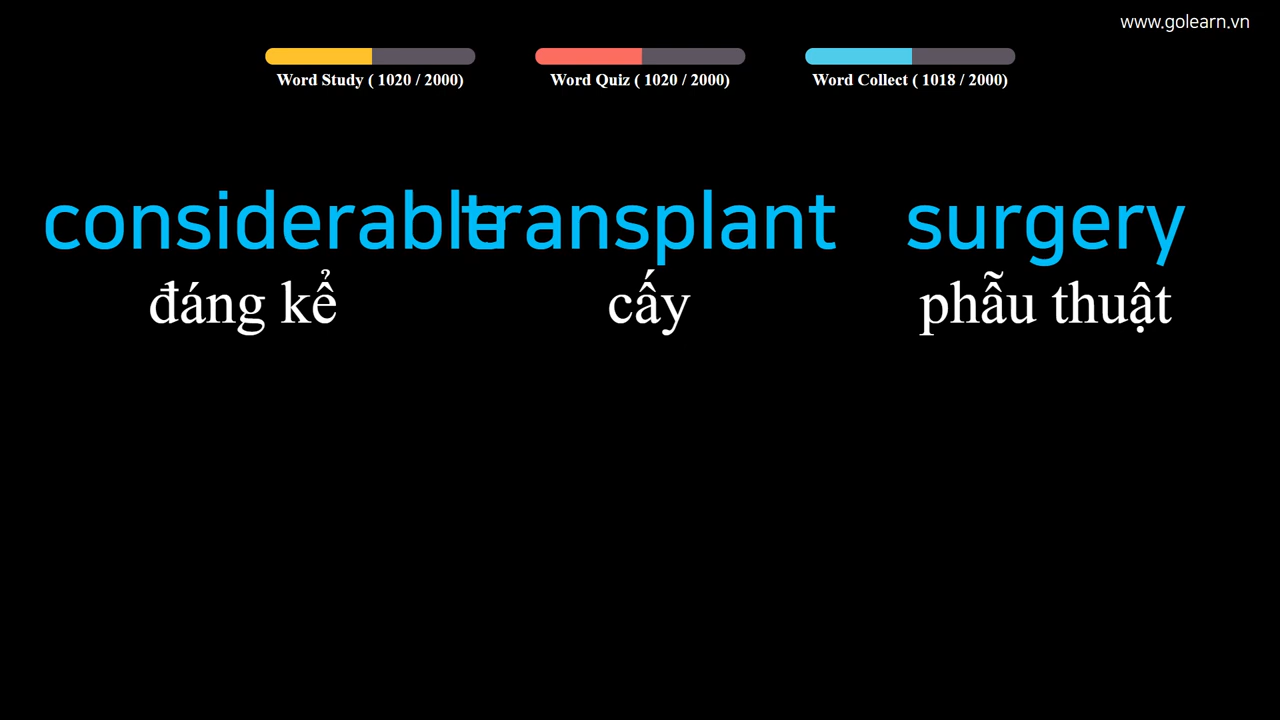 www.golearn.vn
Word Study ( 1020 / 2000) Word Quiz ( 1020 / 2000) Word Collect ( 1018 / 2000)
considerable transplant surgery
đáng kể cấy phẫu thuật